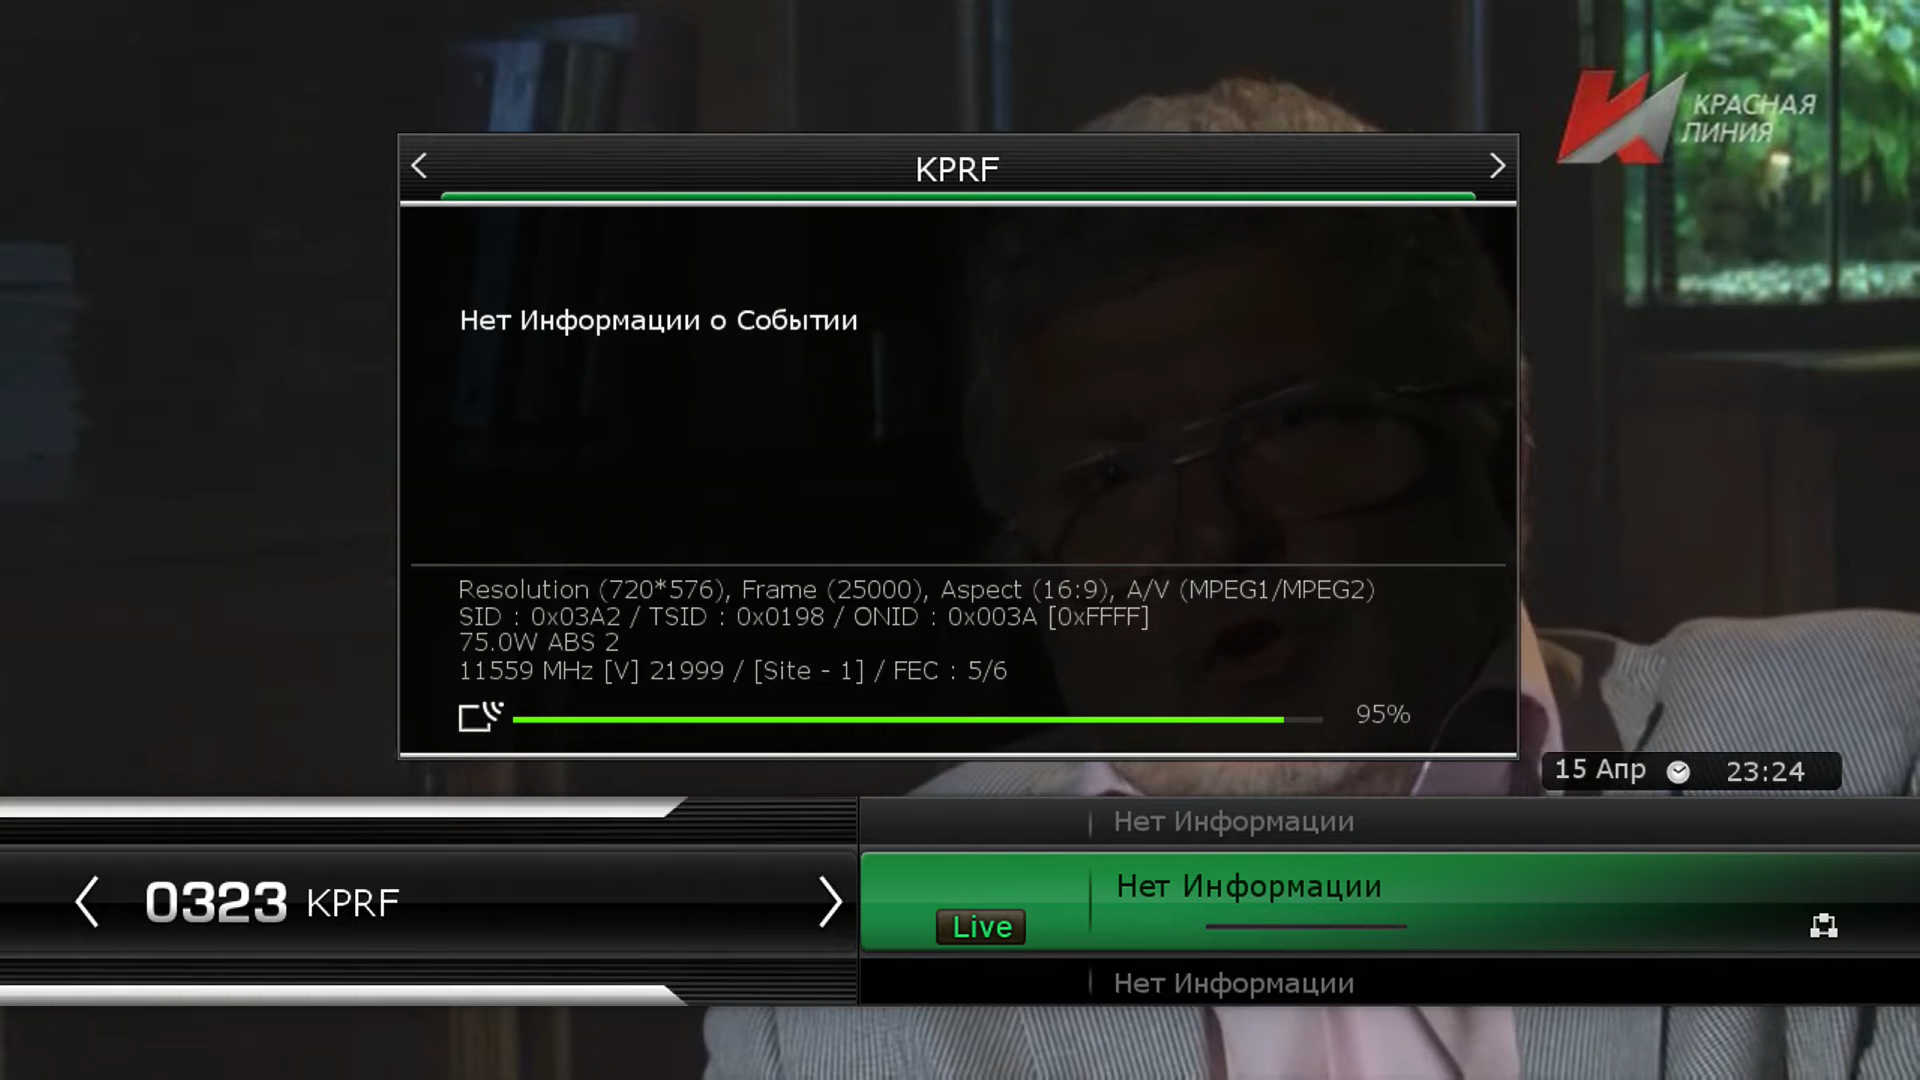 КРАСНАЯ
ЛИНИЯ
KPRF
Нет Информации о Событии
Resolution (720*576), Frame (25000), Aspect (16:9), A/V (MPEG1/MPEG2)
SID : 0x03A2 / TSID : 0x0198 / ONID : 0x003A [0xFFFF]
75.0W ABS 2
11559 MHz [V] 21999 / [Site - 1] / FEC : 5/6
95%
15 Апр 23:24
Нет Информации
0323 KPRF
Нет Информации
Live
Нет Информации